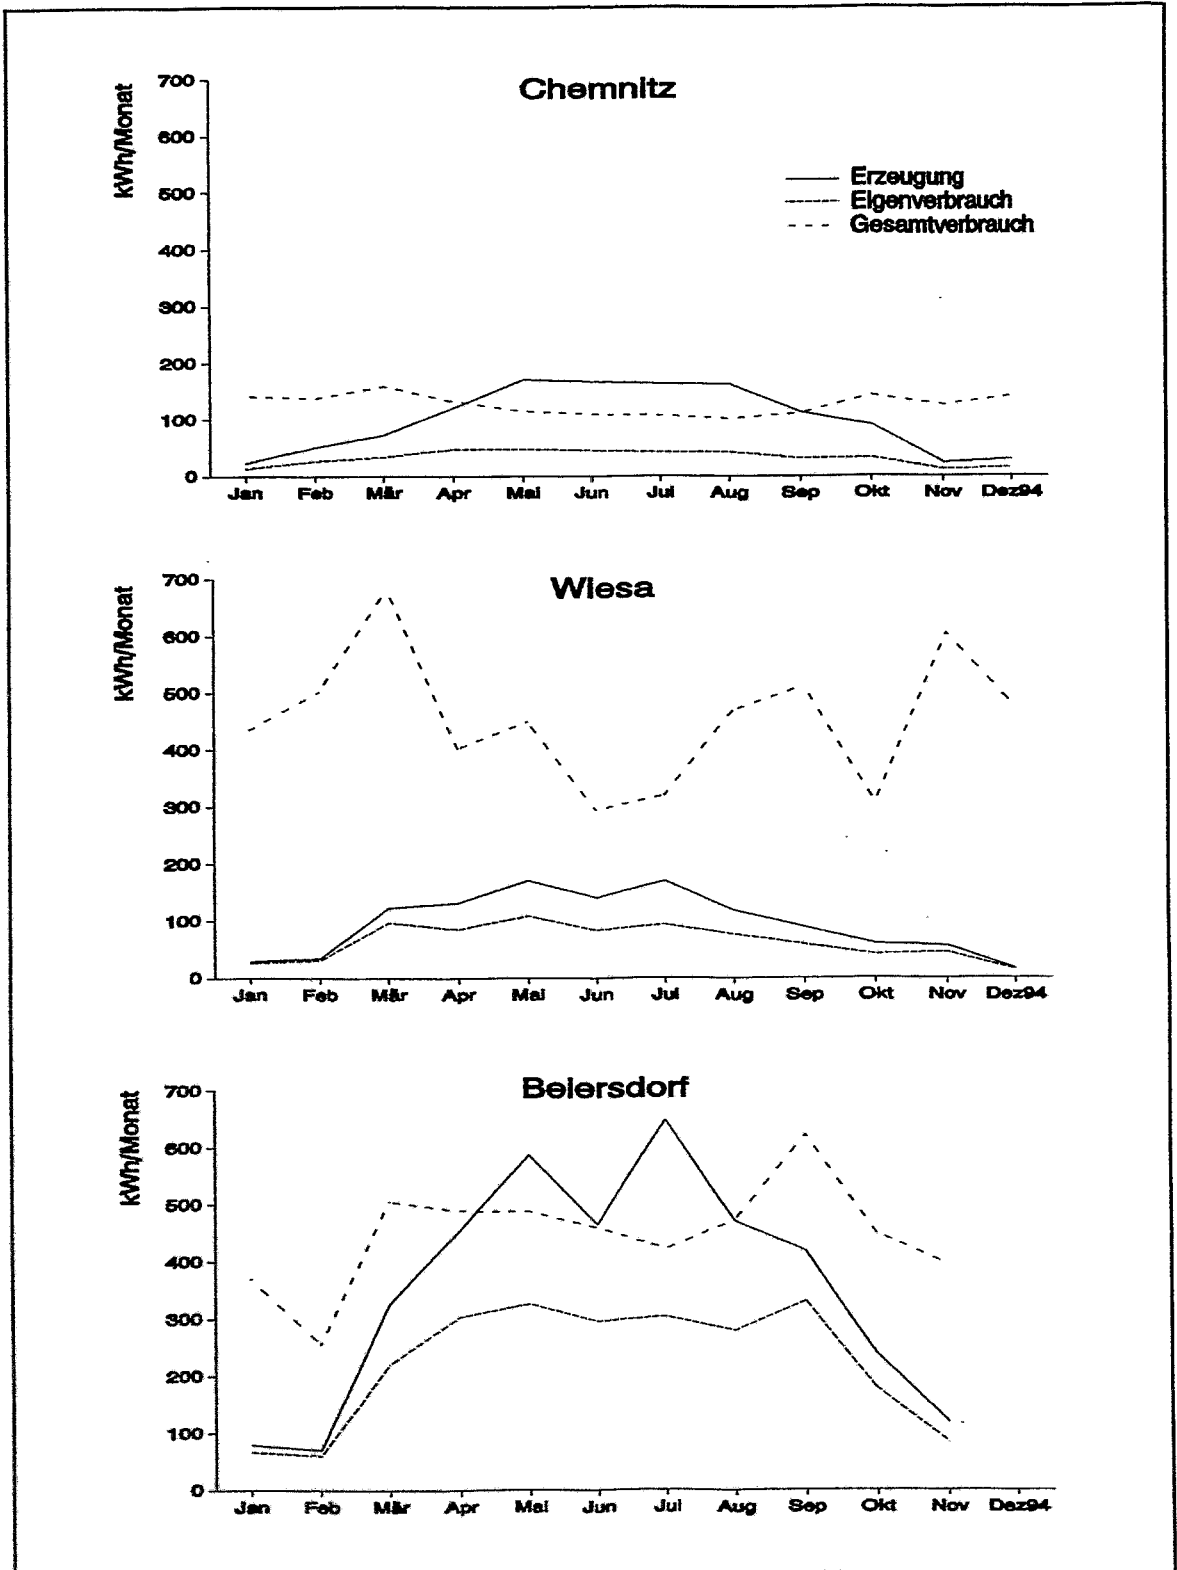 Chemnitz
kWh/Monat
700
600
500
400
300
200
100
0
Erzeugung
Eigenverbrauch
Gesamtverbrauch
Jan Feb Mär Apr Mai Jun Jul Aug Sep Okt Nov Dez94
Wiesa
kWh/Monat
700
600
500
400
300
200
100
0
Jan Feb Mär Apr Mai Jun Jul Aug Sep Okt Nov Dez94
Beiersdorf
kWh/Monat
700
600
500
400
300
200
100
0
Jan Feb Mär Apr Mai Jun Jul Aug Sep Okt Nov Dez94